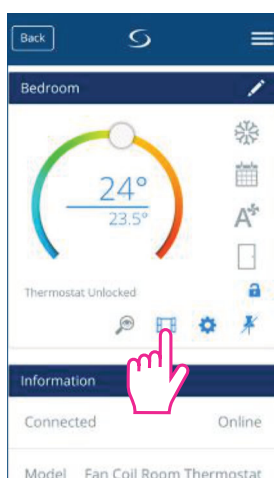 Back
Bedroom
24°
23.5°
A
Thermostat Unlocked
Information
Connected Online
Model Fan Coil Room Thermostat